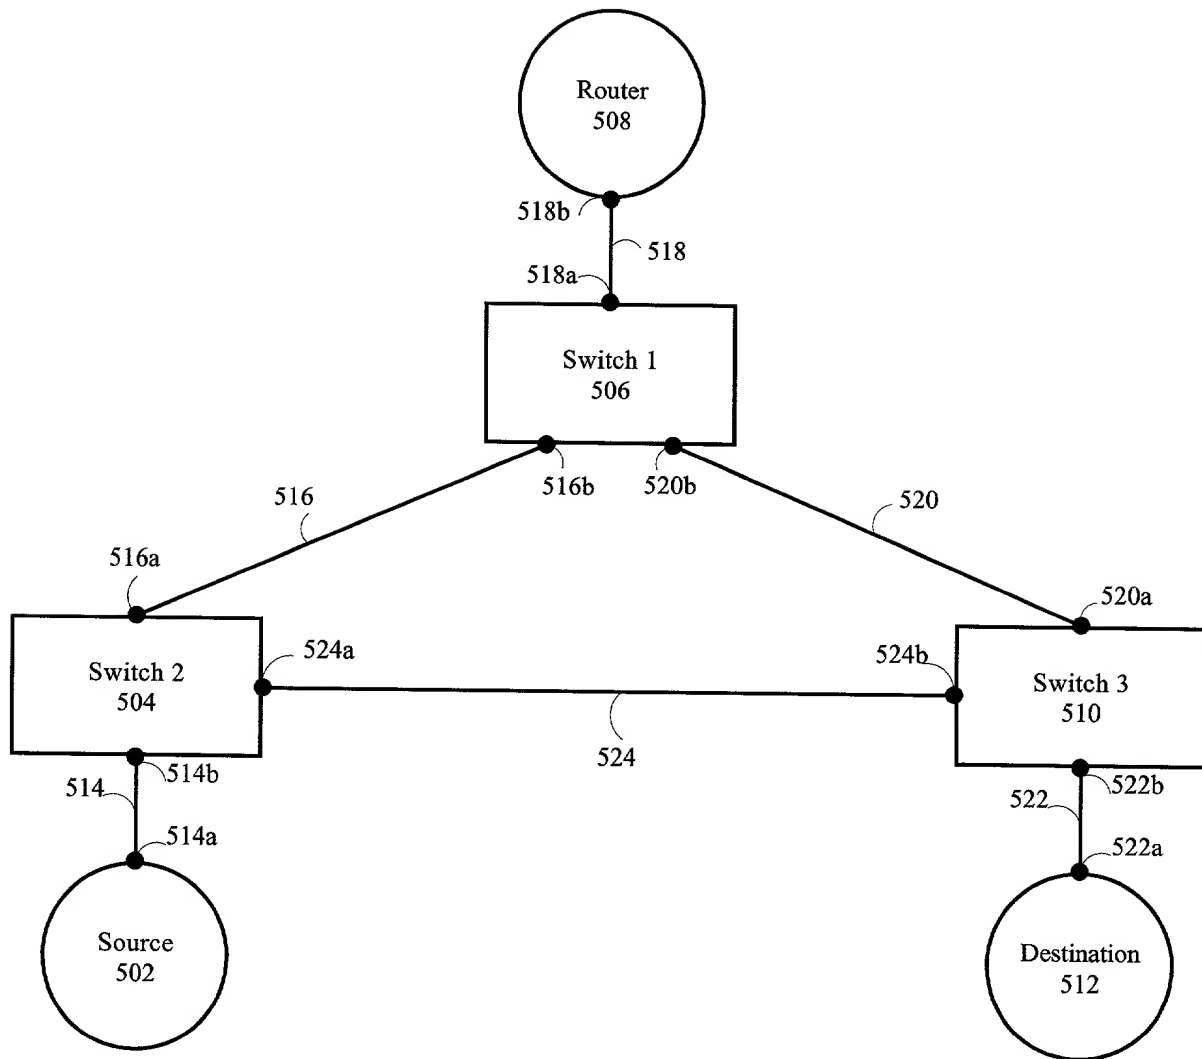 Router
508
518b
518
518a
Switch 1
506
516b
520b
516
520
516a
520a
Switch 2
504
524a
524b
Switch 3
510
524
514b
514
522b
522
514a
522a
Source
502
Destination
512